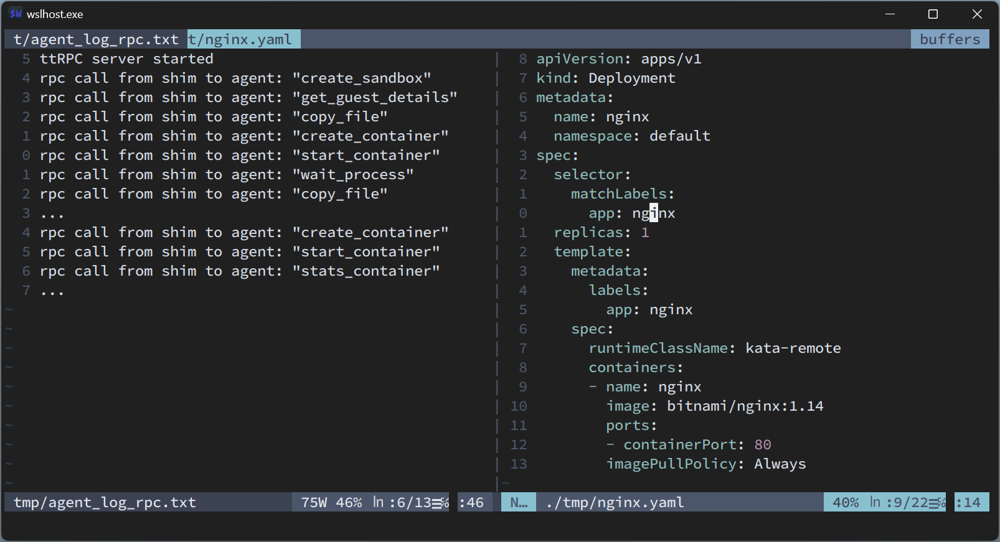 $W wslhost.exe
t/agent_log_rpc.txt t/nginx.yaml buffers
5 ttRPC server started
4 rpc call from shim to agent: "create_sandbox"
3 rpc call from shim to agent: "get_guest_details"
2 rpc call from shim to agent: "copy_file"
1 rpc call from shim to agent: "create_container"
0 rpc call from shim to agent: "start_container"
1 rpc call from shim to agent: "wait_process"
2 rpc call from shim to agent: "copy_file"
3 ...
4 rpc call from shim to agent: "create_container"
5 rpc call from shim to agent: "start_container"
6 rpc call from shim to agent: "stats_container"
7 ...
~
~
~
~
~
~
~
~
~
~
tmp/agent_log_rpc.txt 75W 46% ln :6/13☰% :46
8 apiVersion: apps/v1
7 kind: Deployment
6 metadata:
5   name: nginx
4   namespace: default
3 spec:
2   selector:
1     matchLabels:
0       app: nginx
1   replicas: 1
2   template:
3     metadata:
4       labels:
5         app: nginx
6     spec:
7       runtimeClassName: kata-remote
8       containers:
9       - name: nginx
10         image: bitnami/nginx:1.14
11         ports:
12         - containerPort: 80
13         imagePullPolicy: Always
~
N… ./tmp/nginx.yaml 40% ln :9/22☰% :14